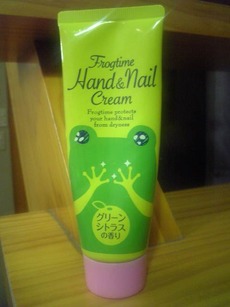 Frogtime
Hand&Nail
Cream
Frogtime protects
your hand&nail
from dryness
グリーン
シトラス
の香り